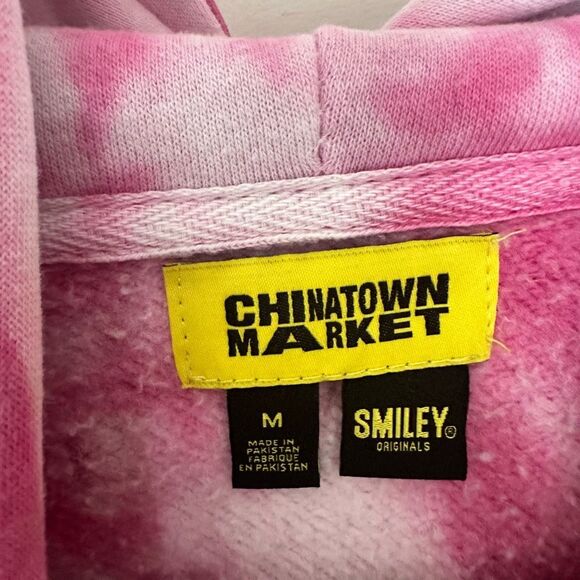 CHINATOWN
MARKET
M
MADE IN
PAKISTAN
FABRIQUE
EN PAKISTAN
SMILEY®
ORIGINALS